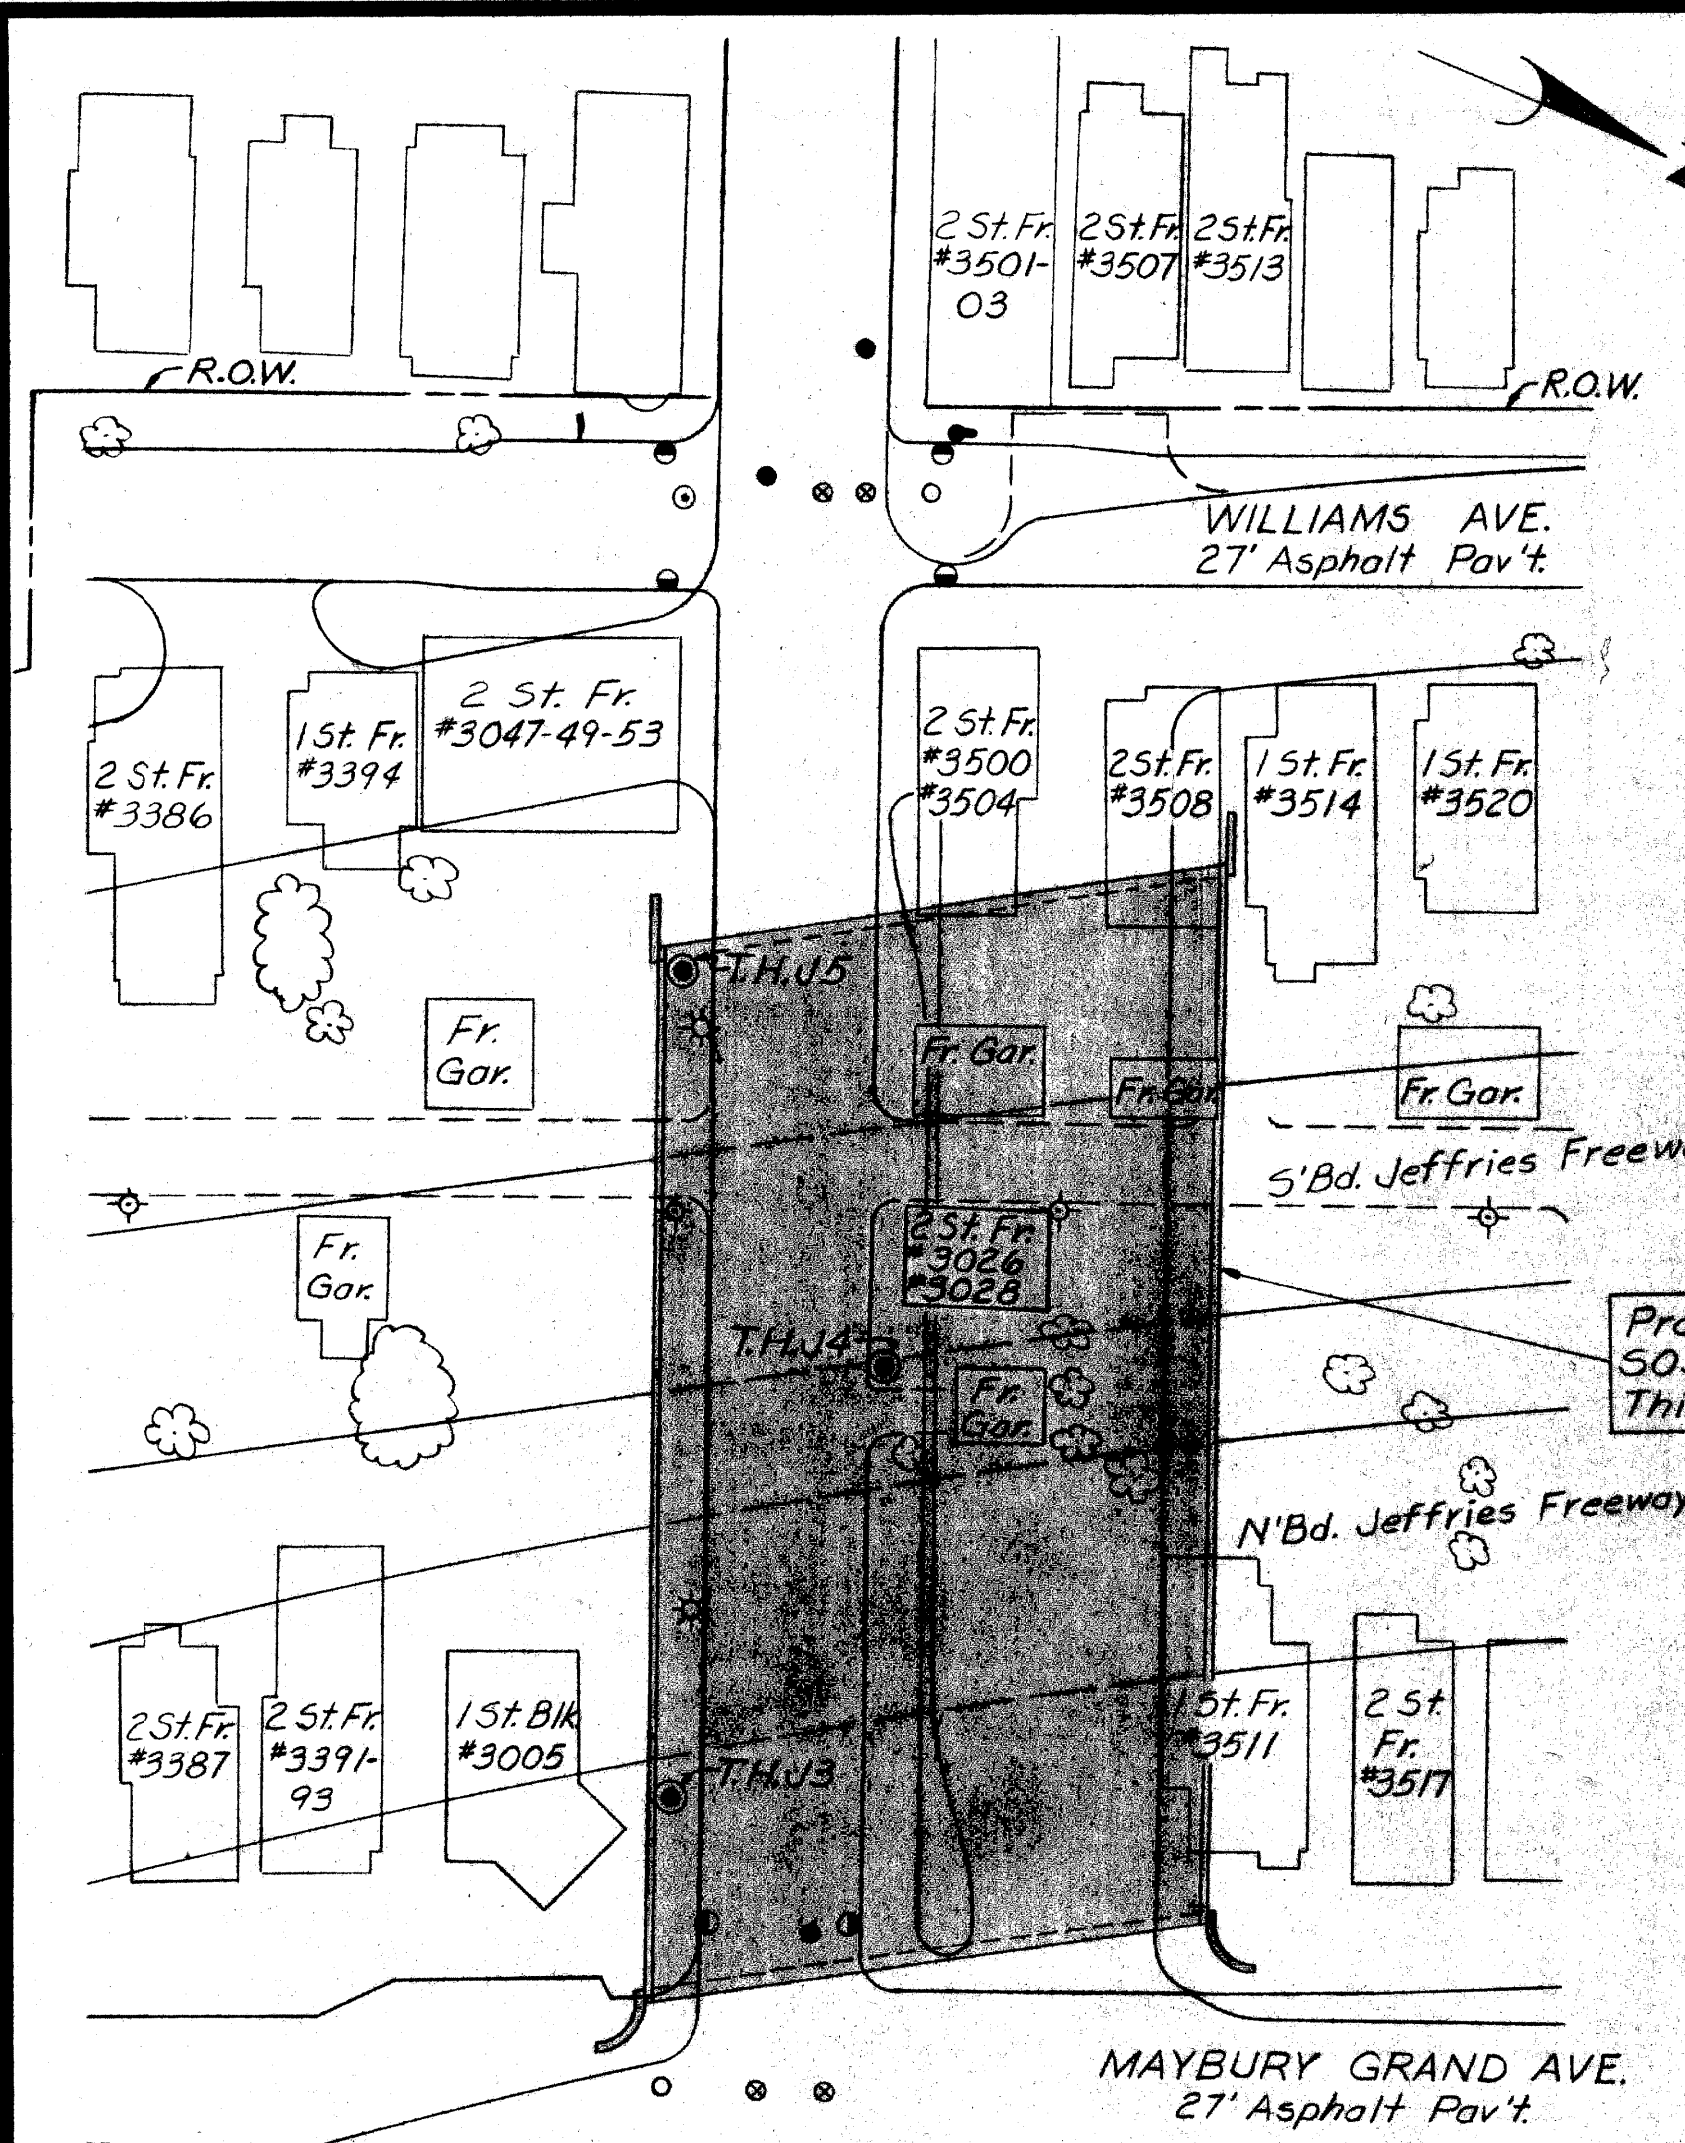 2 St. Fr.
#3501-
03
2 St. Fr.
#3507
2 St. Fr.
#3513
R.O.W.
R.O.W.
WILLIAMS AVE.
27' Asphalt Pav't.
2 St. Fr.
#3386
1 St. Fr.
#3394
2 St. Fr.
#3047-49-53
2 St. Fr.
#3500
#3504
2 St. Fr.
#3508
1 St. Fr.
#3514
1 St. Fr.
#3520
T.H.J5
Fr.
Gar.
Fr. Gar.
Fr. Gar.
Fr. Gar.
S'Bd. Jeffries Freew
Fr.
Gar.
2 St. Fr.
#3026
#3028
T.H.J4
Fr.
Gar.
Pro
SO.
Thi
N'Bd. Jeffries Freeway
2 St. Fr.
#3387
2 St. Fr.
#3391-
93
1 St. Blk
#3005
T.H.J3
1 St. Fr.
#3511
2 St
Fr.
#3517
MAYBURY GRAND AVE.
27' Asphalt Pav't.